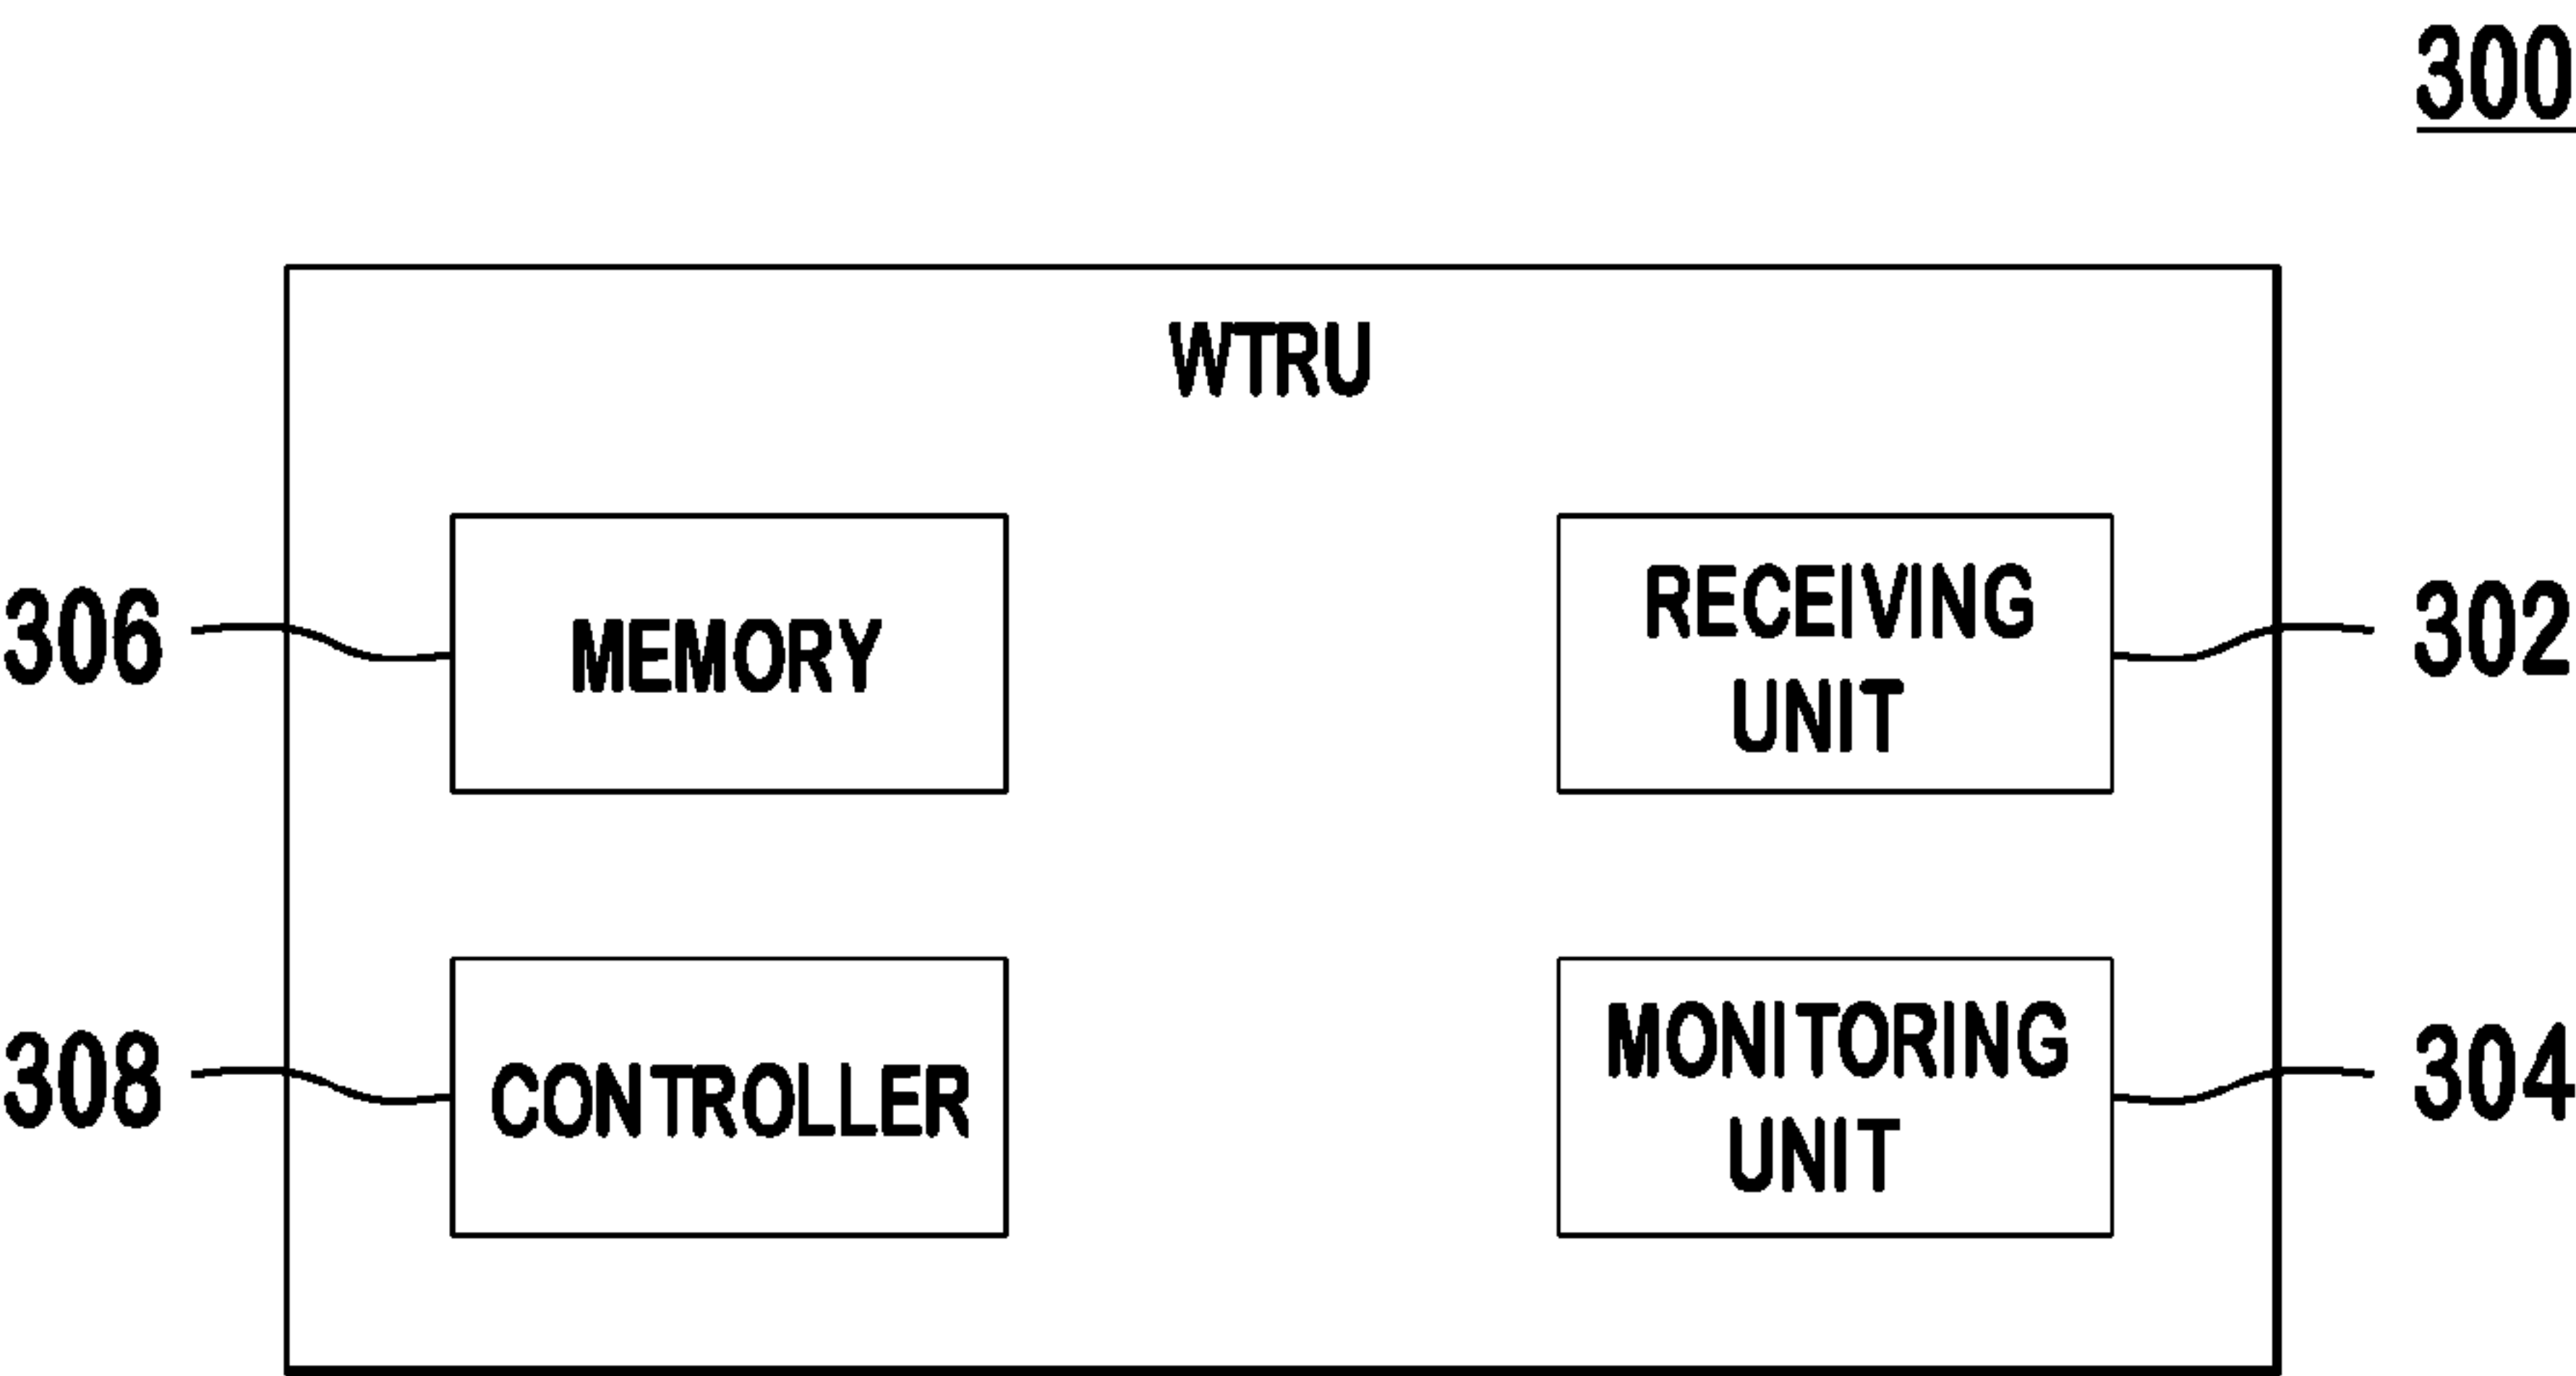 300
WTRU
306
MEMORY
RECEIVING
UNIT
302
308
CONTROLLER
MONITORING
UNIT
304